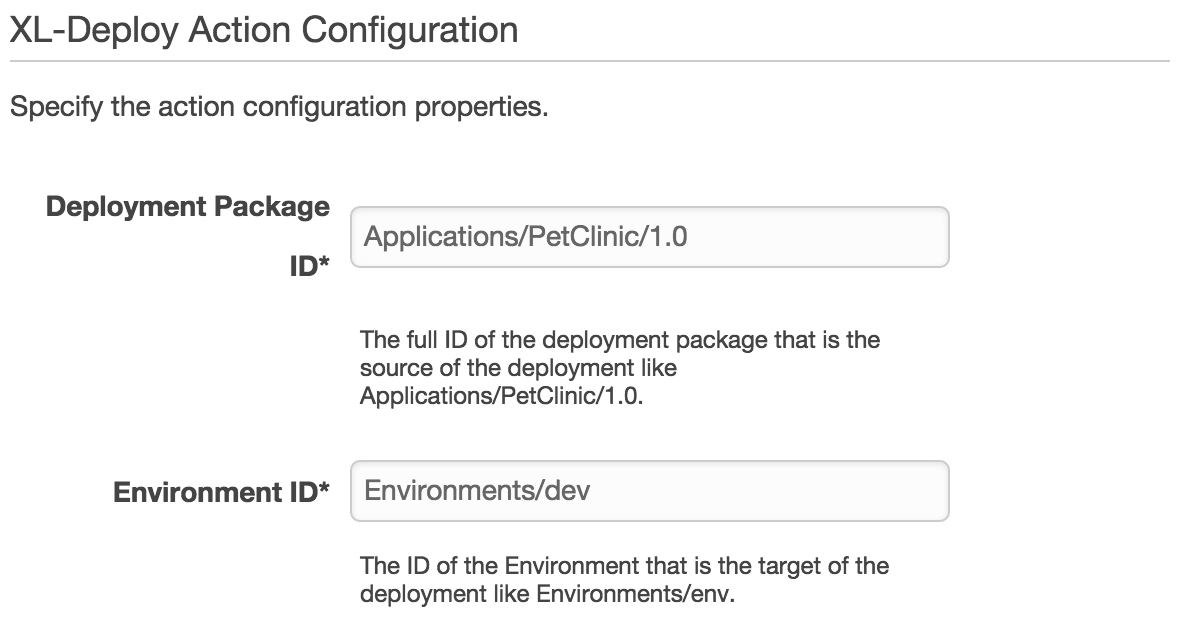 XL-Deploy Action Configuration
Specify the action configuration properties.
Deployment Package
ID*
Applications/PetClinic/1.0
The full ID of the deployment package that is the
source of the deployment like
Applications/PetClinic/1.0.
Environment ID*
Environments/dev
The ID of the Environment that is the target of the
deployment like Environments/env.